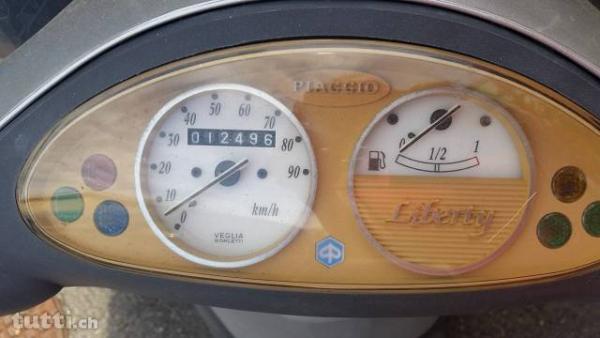 PIAGGIO
0 10 20 30 40 50 60 70 80 90
012496
km/h
VEGLIA
BORLETTI
0 1/2 1
Liberty
tutti.ch